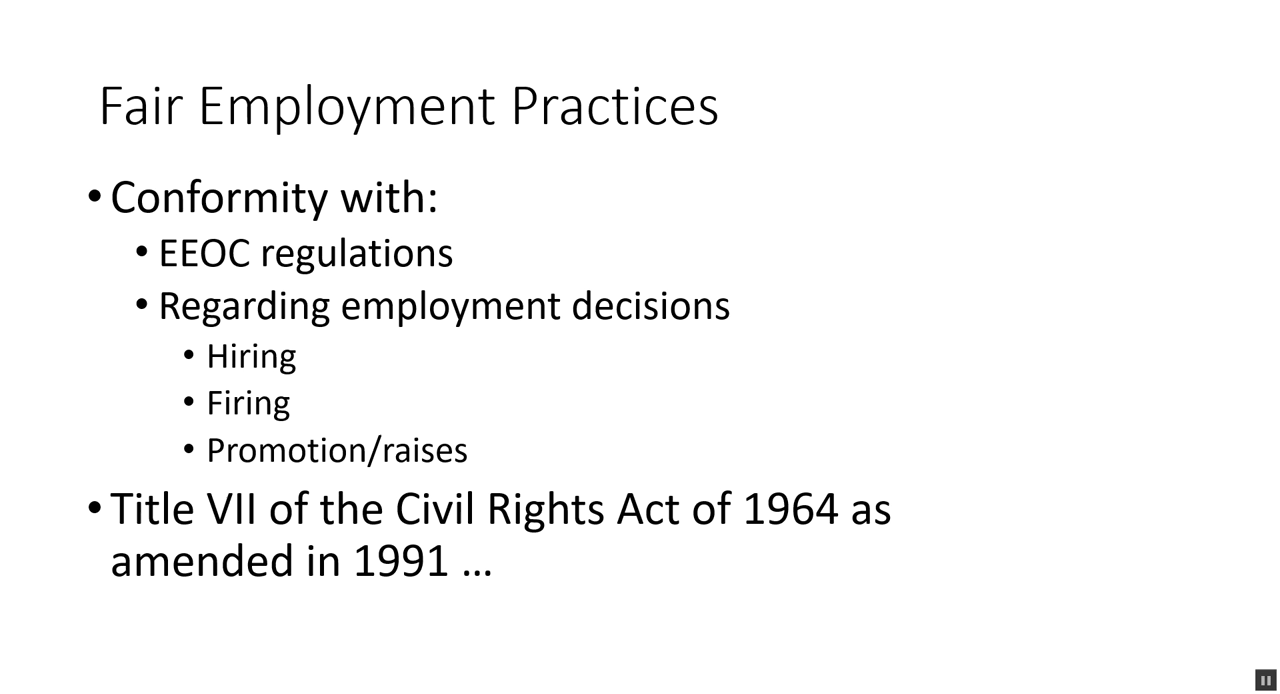 Fair Employment Practices
• Conformity with:
• EEOC regulations
• Regarding employment decisions
• Hiring
• Firing
• Promotion/raises
• Title VII of the Civil Rights Act of 1964 as
amended in 1991 …